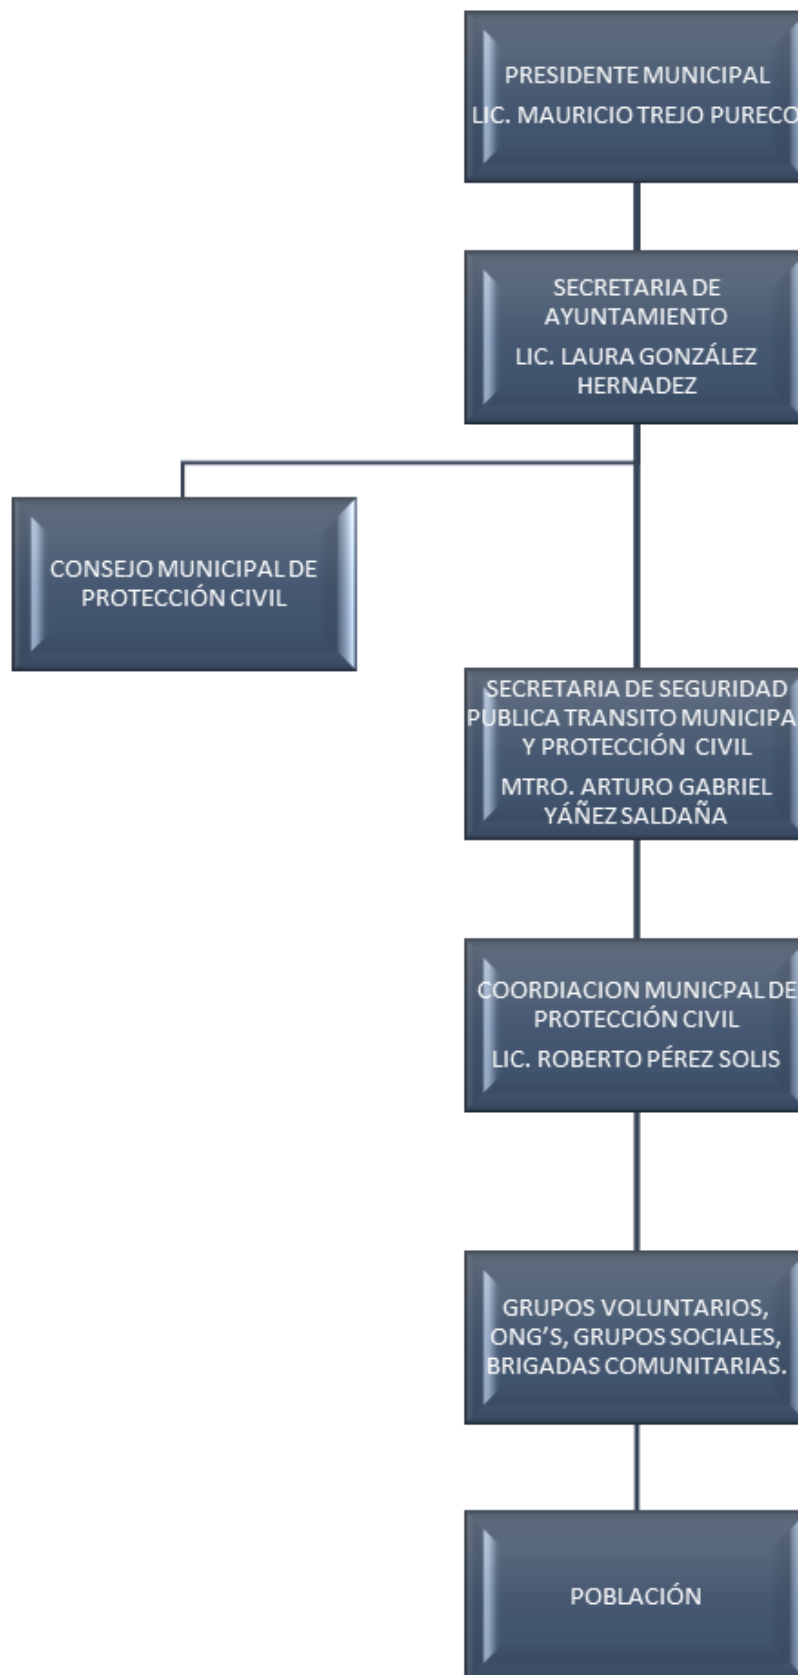 PRESIDENTE MUNICIPAL
LIC. MAURICIO TREJO PURECO
SECRETARIA DE
AYUNTAMIENTO
LIC. LAURA GONZÁLEZ
HERNADEZ
CONSEJO MUNICIPAL DE
PROTECCIÓN CIVIL
SECRETARIA DE SEGURIDAD
PUBLICA TRANSITO MUNICIPA
Y PROTECCIÓN CIVIL
MTRO. ARTURO GABRIEL
YÁÑEZ SALDAÑA
COORDIACION MUNICPAL DE
PROTECCIÓN CIVIL
LIC. ROBERTO PÉREZ SOLIS
GRUPOS VOLUNTARIOS,
ONG'S, GRUPOS SOCIALES,
BRIGADAS COMUNITARIAS.
POBLACIÓN